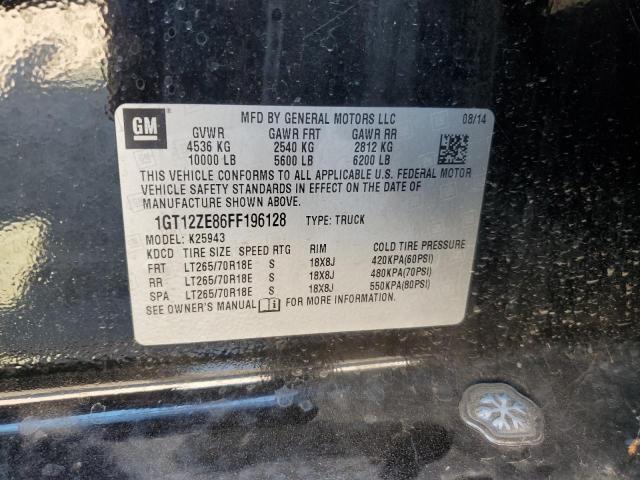 GM ®
MFD BY GENERAL MOTORS LLC 08/14
GVWR GAWR FRT GAWR RR
4536 KG 2540 KG 2812 KG
10000 LB 5600 LB 6200 LB
THIS VEHICLE CONFORMS TO ALL APPLICABLE U.S. FEDERAL MOTOR
VEHICLE SAFETY STANDARDS IN EFFECT ON THE DATE OF
MANUFACTURE SHOWN ABOVE.
1GT12ZE86FF196128 TYPE: TRUCK
MODEL: K25943
KDCD TIRE SIZE SPEED RTG RIM COLD TIRE PRESSURE
FRT LT265/70R18E S 18X8J 420KPA(60PSI)
RR LT265/70R18E S 18X8J 480KPA(70PSI)
SPA LT265/70R18E S 18X8J 550KPA(80PSI)
SEE OWNER'S MANUAL FOR MORE INFORMATION.